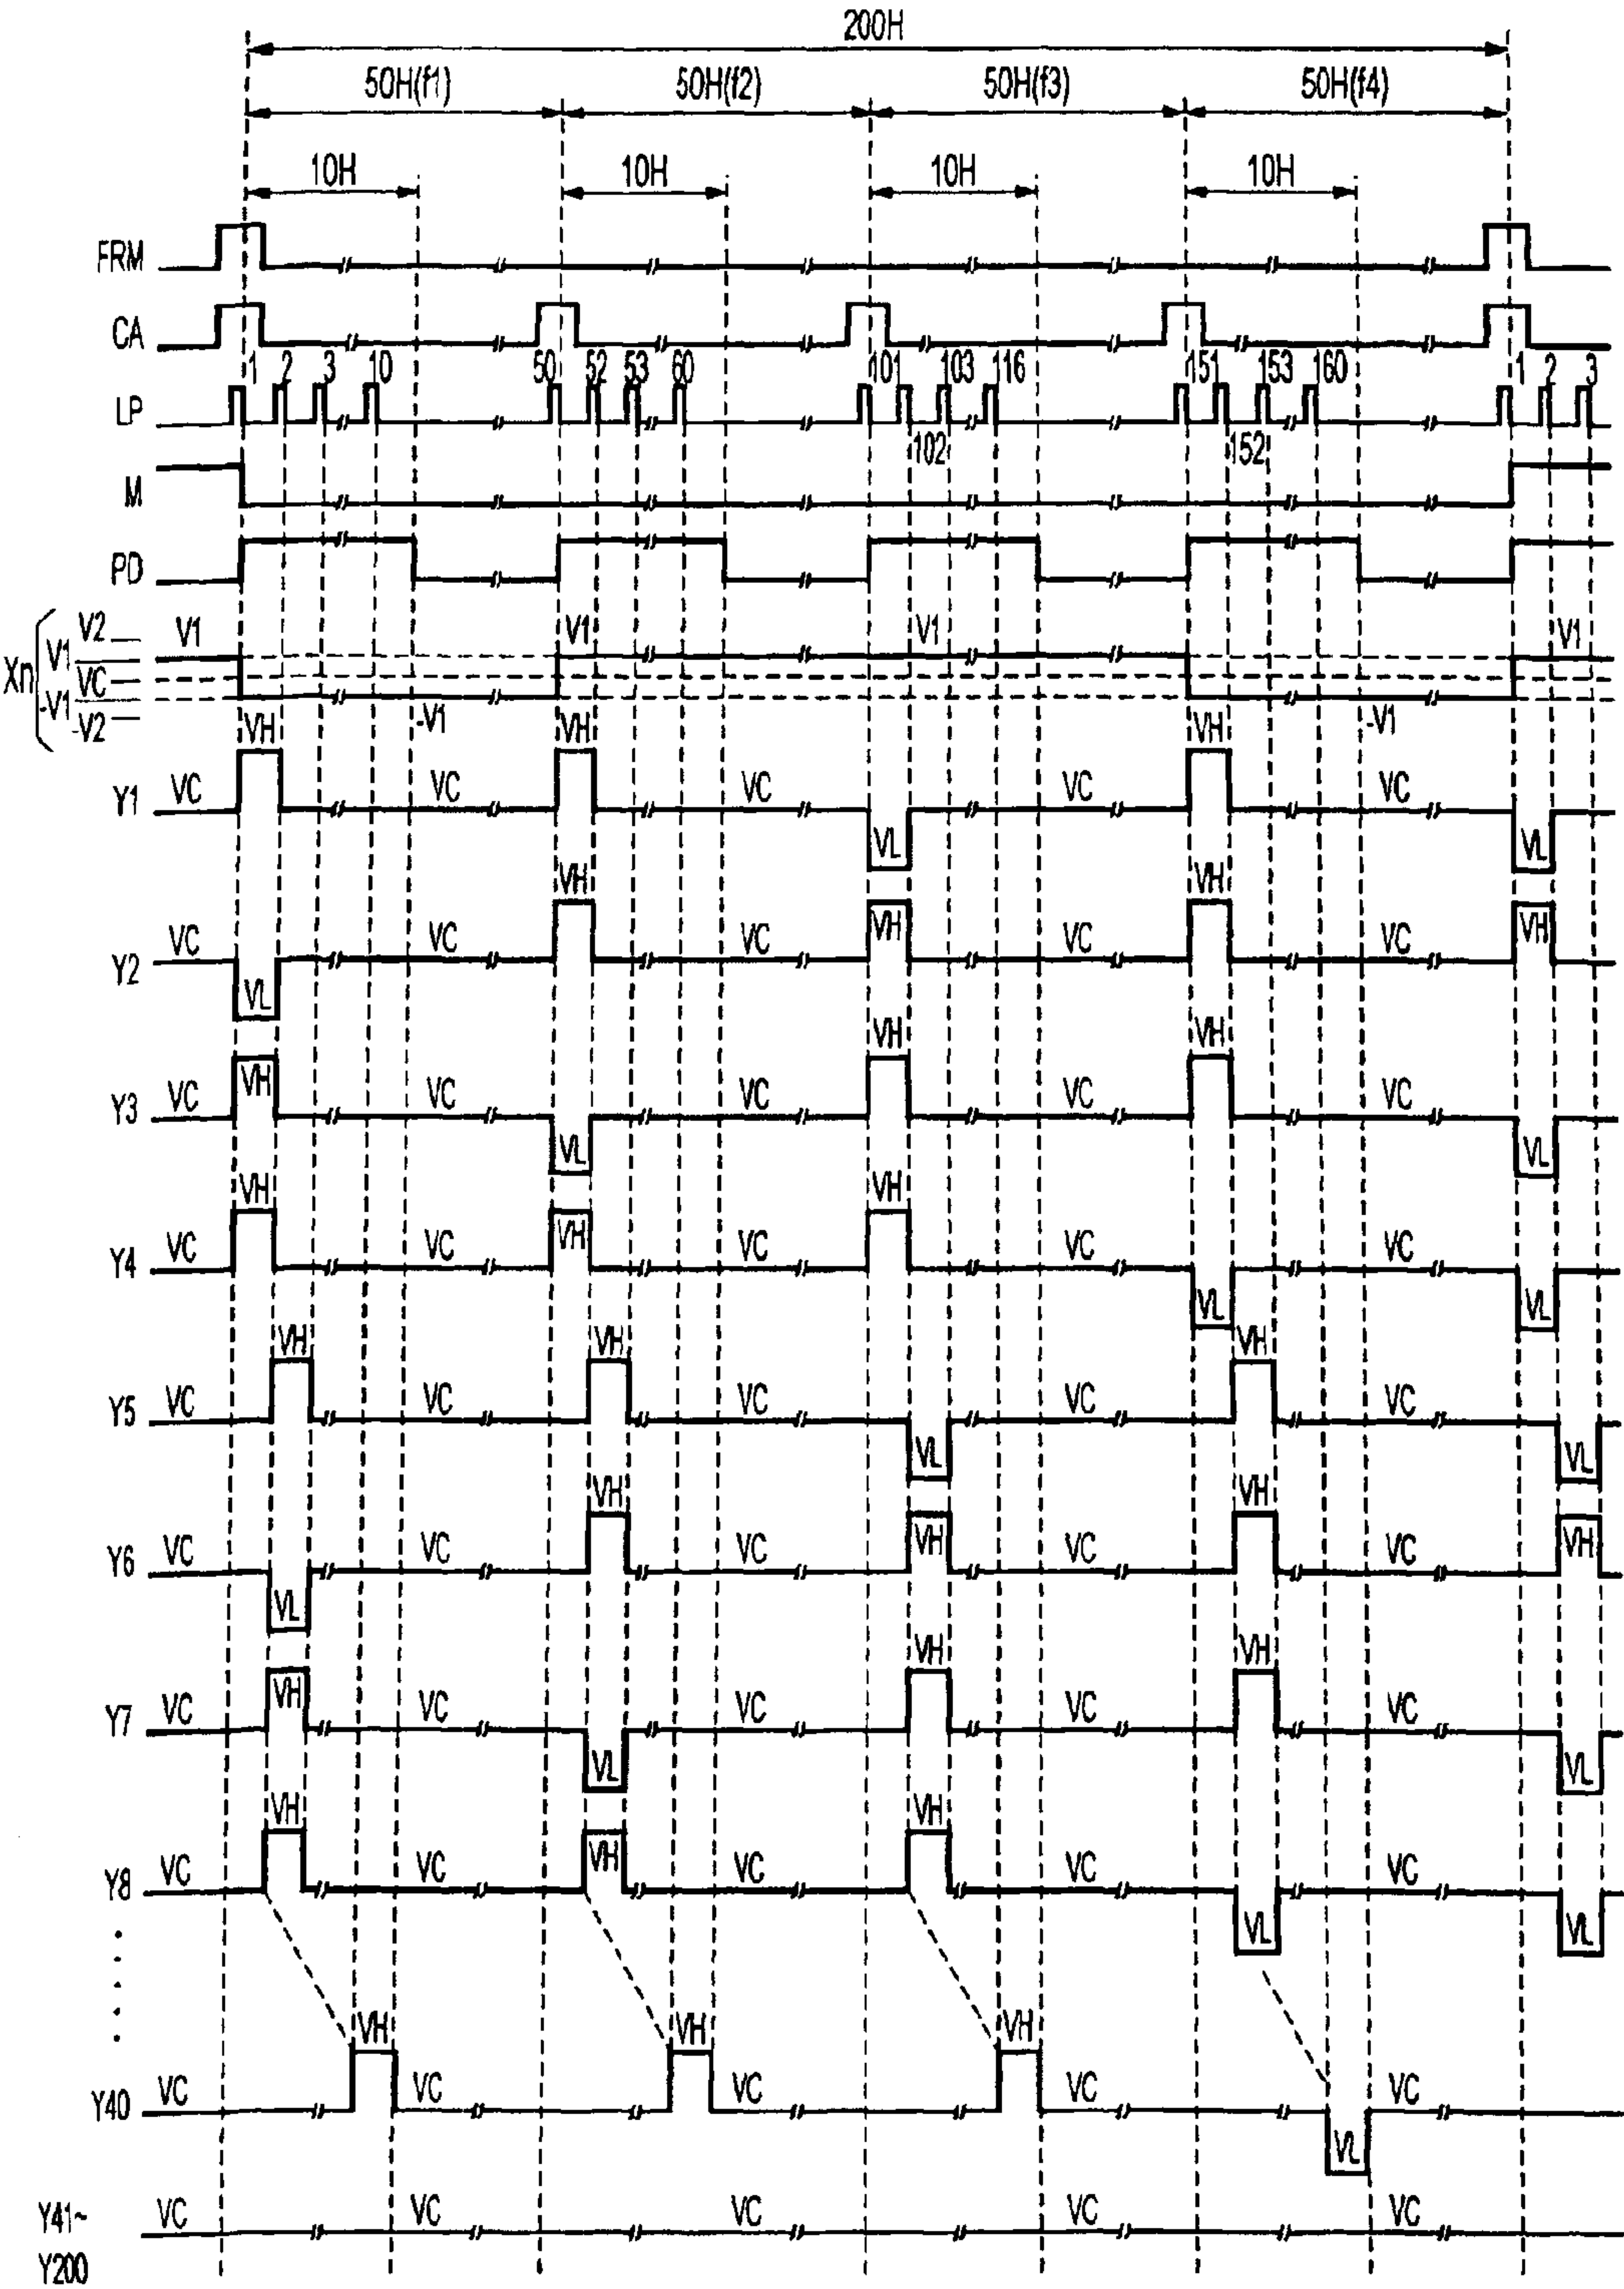 200H
50H(f1) 50H(f2) 50H(f3) 50H(f4)
10H 10H 10H 10H
FRM
CA
1 2 3 10 50 52 53 60 101 103 116 151 153 160 1 2 3
LP
102 152
M
PD
V2 V1 V1 V1 V1
Xn V1
VC
-V1
-V2 -V1 -V1
VH VH VH
Y1 VC VC VC VC VC
VL VL
VH VH
Y2 VC VC VC VH VC VC VH
VL
VH VH
Y3 VC VH VC VC VC VC
VL VL
VH VH
Y4 VC VC VH VC VC VC
VL VL
VH VH VH
Y5 VC VC VC VC VC
VL VL
VH VH
Y6 VC VC VC VH VC VC VH
VL
VH VH
Y7 VC VH VC VC VC VC
VL VL
VH VH
Y8 VC VC VH VC VC VC
VL VL
VH VH VH
Y40 VC VC VC VC VC
VL
Y41~ VC VC VC VC VC
Y200